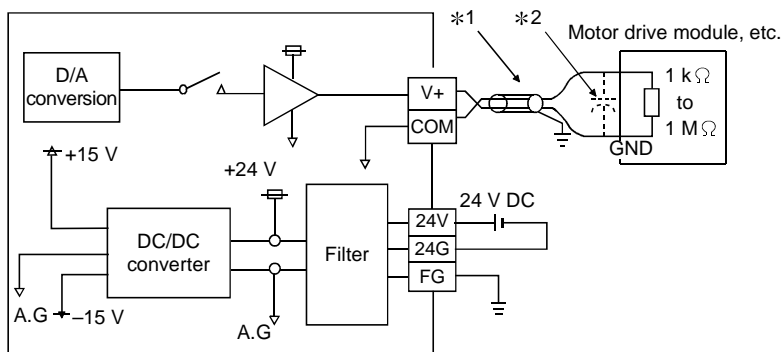 *1
*2
Motor drive module, etc.
D/A
conversion
V+
COM
1 kΩ
to
1 MΩ
GND
+15 V
+24 V
24 V DC
DC/DC
converter
Filter
24V
24G
FG
A.G
–15 V
A.G